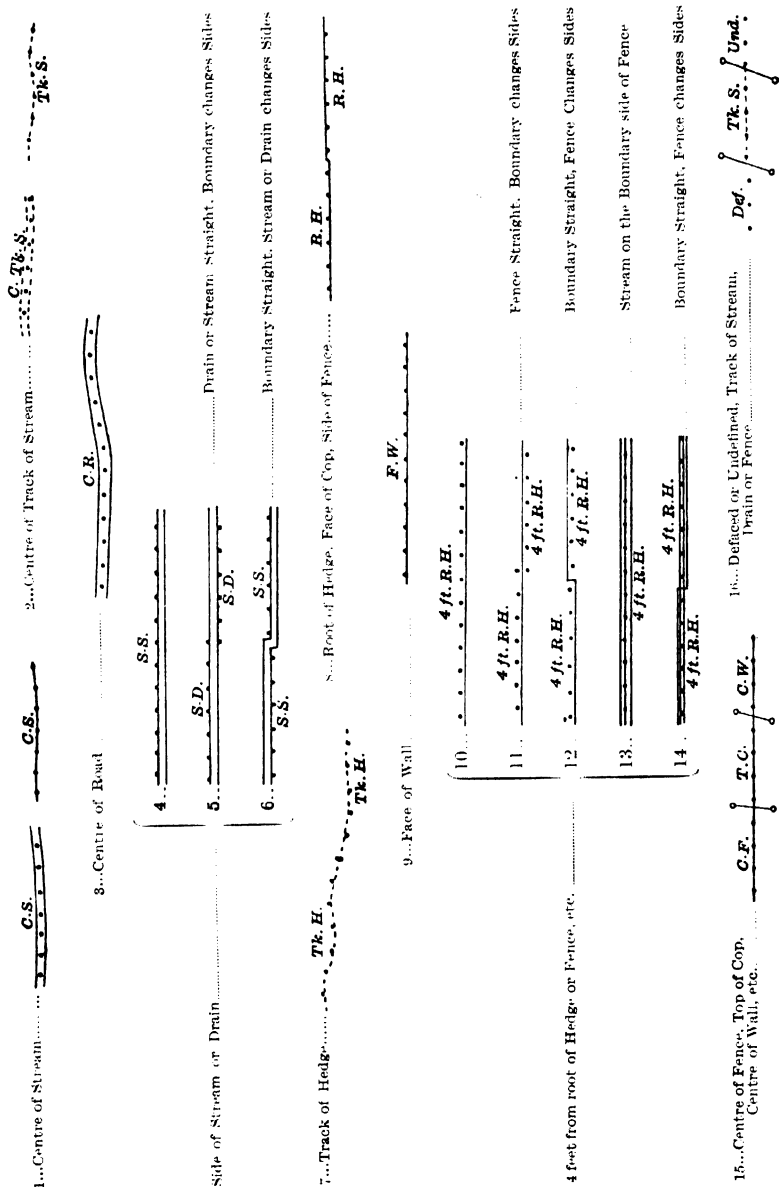 1...Centre of Stream......
C.S.
C.S.
2...Centre of Track of Stream......
C. Tk. S.
Tk. S.
3...Centre of Road
C.R.
Side of Stream or Drain
4...
S.S.
5...
S.D.
S.D.
Drain or Stream Straight, Boundary changes Sides
6...
S.S.
S.S.
Boundary Straight, Stream or Drain changes Sides
7...Track of Hedge......
Tk. H.
Tk. H.
8...Root of Hedge, Face of Cop, Side of Fence......
R.H.
R.H.
9...Face of Wall
F.W.
4 feet from root of Hedge or Fence, etc.
10...
4 ft. R.H.
11...
4 ft. R.H.
4 ft. R.H.
Fence Straight, Boundary changes Sides
12...
4 ft. R.H.
4 ft. R.H.
Boundary Straight, Fence Changes Sides
13...
4 ft. R.H.
Stream on the Boundary side of Fence
14...
4 ft. R.H.
4 ft. R.H.
Boundary Straight, Fence changes Sides
15...Centre of Fence, Top of Cop,
Centre of Wall, etc.
C.F.
T.C.
C.W.
16...Defaced or Undefined, Track of Stream,
Drain or Fence
Def.
Tk. S.
Und.